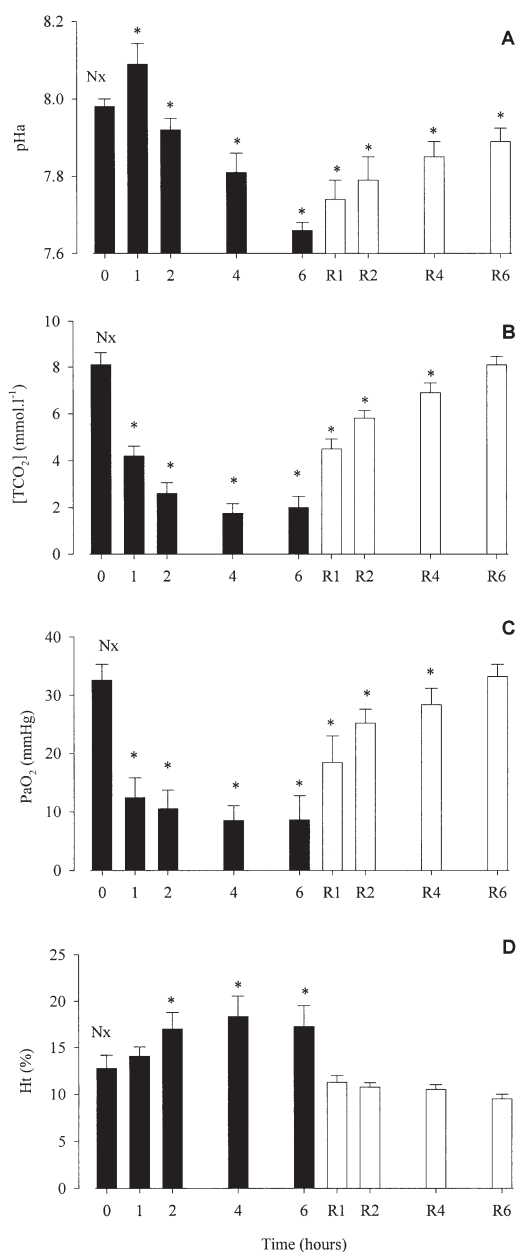 A
8.2
8.0
7.8
7.6
pHa
Nx
* * * * * * * *
0 1 2 4 6 R1 R2 R4 R6
B
10
8
6
4
2
0
[TCO₂] (mmol.l⁻¹)
Nx
* * * * * * *
0 1 2 4 6 R1 R2 R4 R6
C
40
30
20
10
0
PaO₂ (mmHg)
Nx
* * * * * * *
0 1 2 4 6 R1 R2 R4 R6
D
25
20
15
10
5
0
Ht (%)
Nx
* * *
0 1 2 4 6 R1 R2 R4 R6
Time (hours)